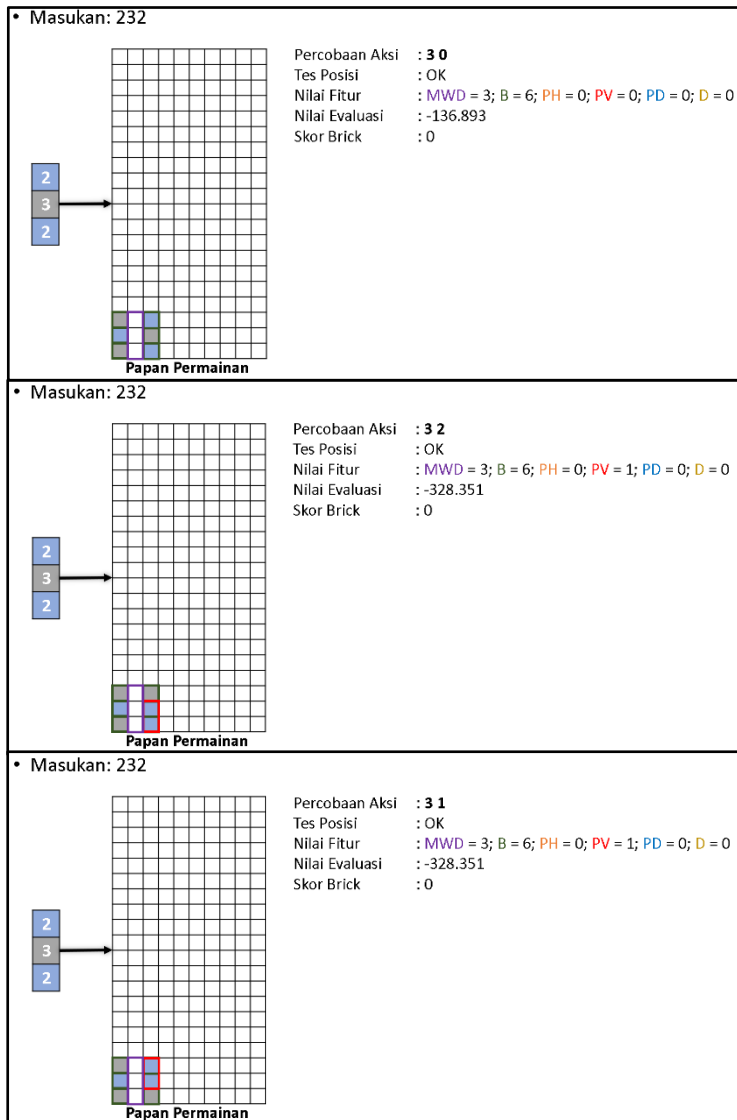 • Masukan: 232
Percobaan Aksi : 3 0
Tes Posisi : OK
Nilai Fitur : MWD = 3; B = 6; PH = 0; PV = 0; PD = 0; D = 0
Nilai Evaluasi : -136.893
Skor Brick : 0
2
3
2
Papan Permainan
• Masukan: 232
Percobaan Aksi : 3 2
Tes Posisi : OK
Nilai Fitur : MWD = 3; B = 6; PH = 0; PV = 1; PD = 0; D = 0
Nilai Evaluasi : -328.351
Skor Brick : 0
2
3
2
Papan Permainan
• Masukan: 232
Percobaan Aksi : 3 1
Tes Posisi : OK
Nilai Fitur : MWD = 3; B = 6; PH = 0; PV = 1; PD = 0; D = 0
Nilai Evaluasi : -328.351
Skor Brick : 0
2
3
2
Papan Permainan